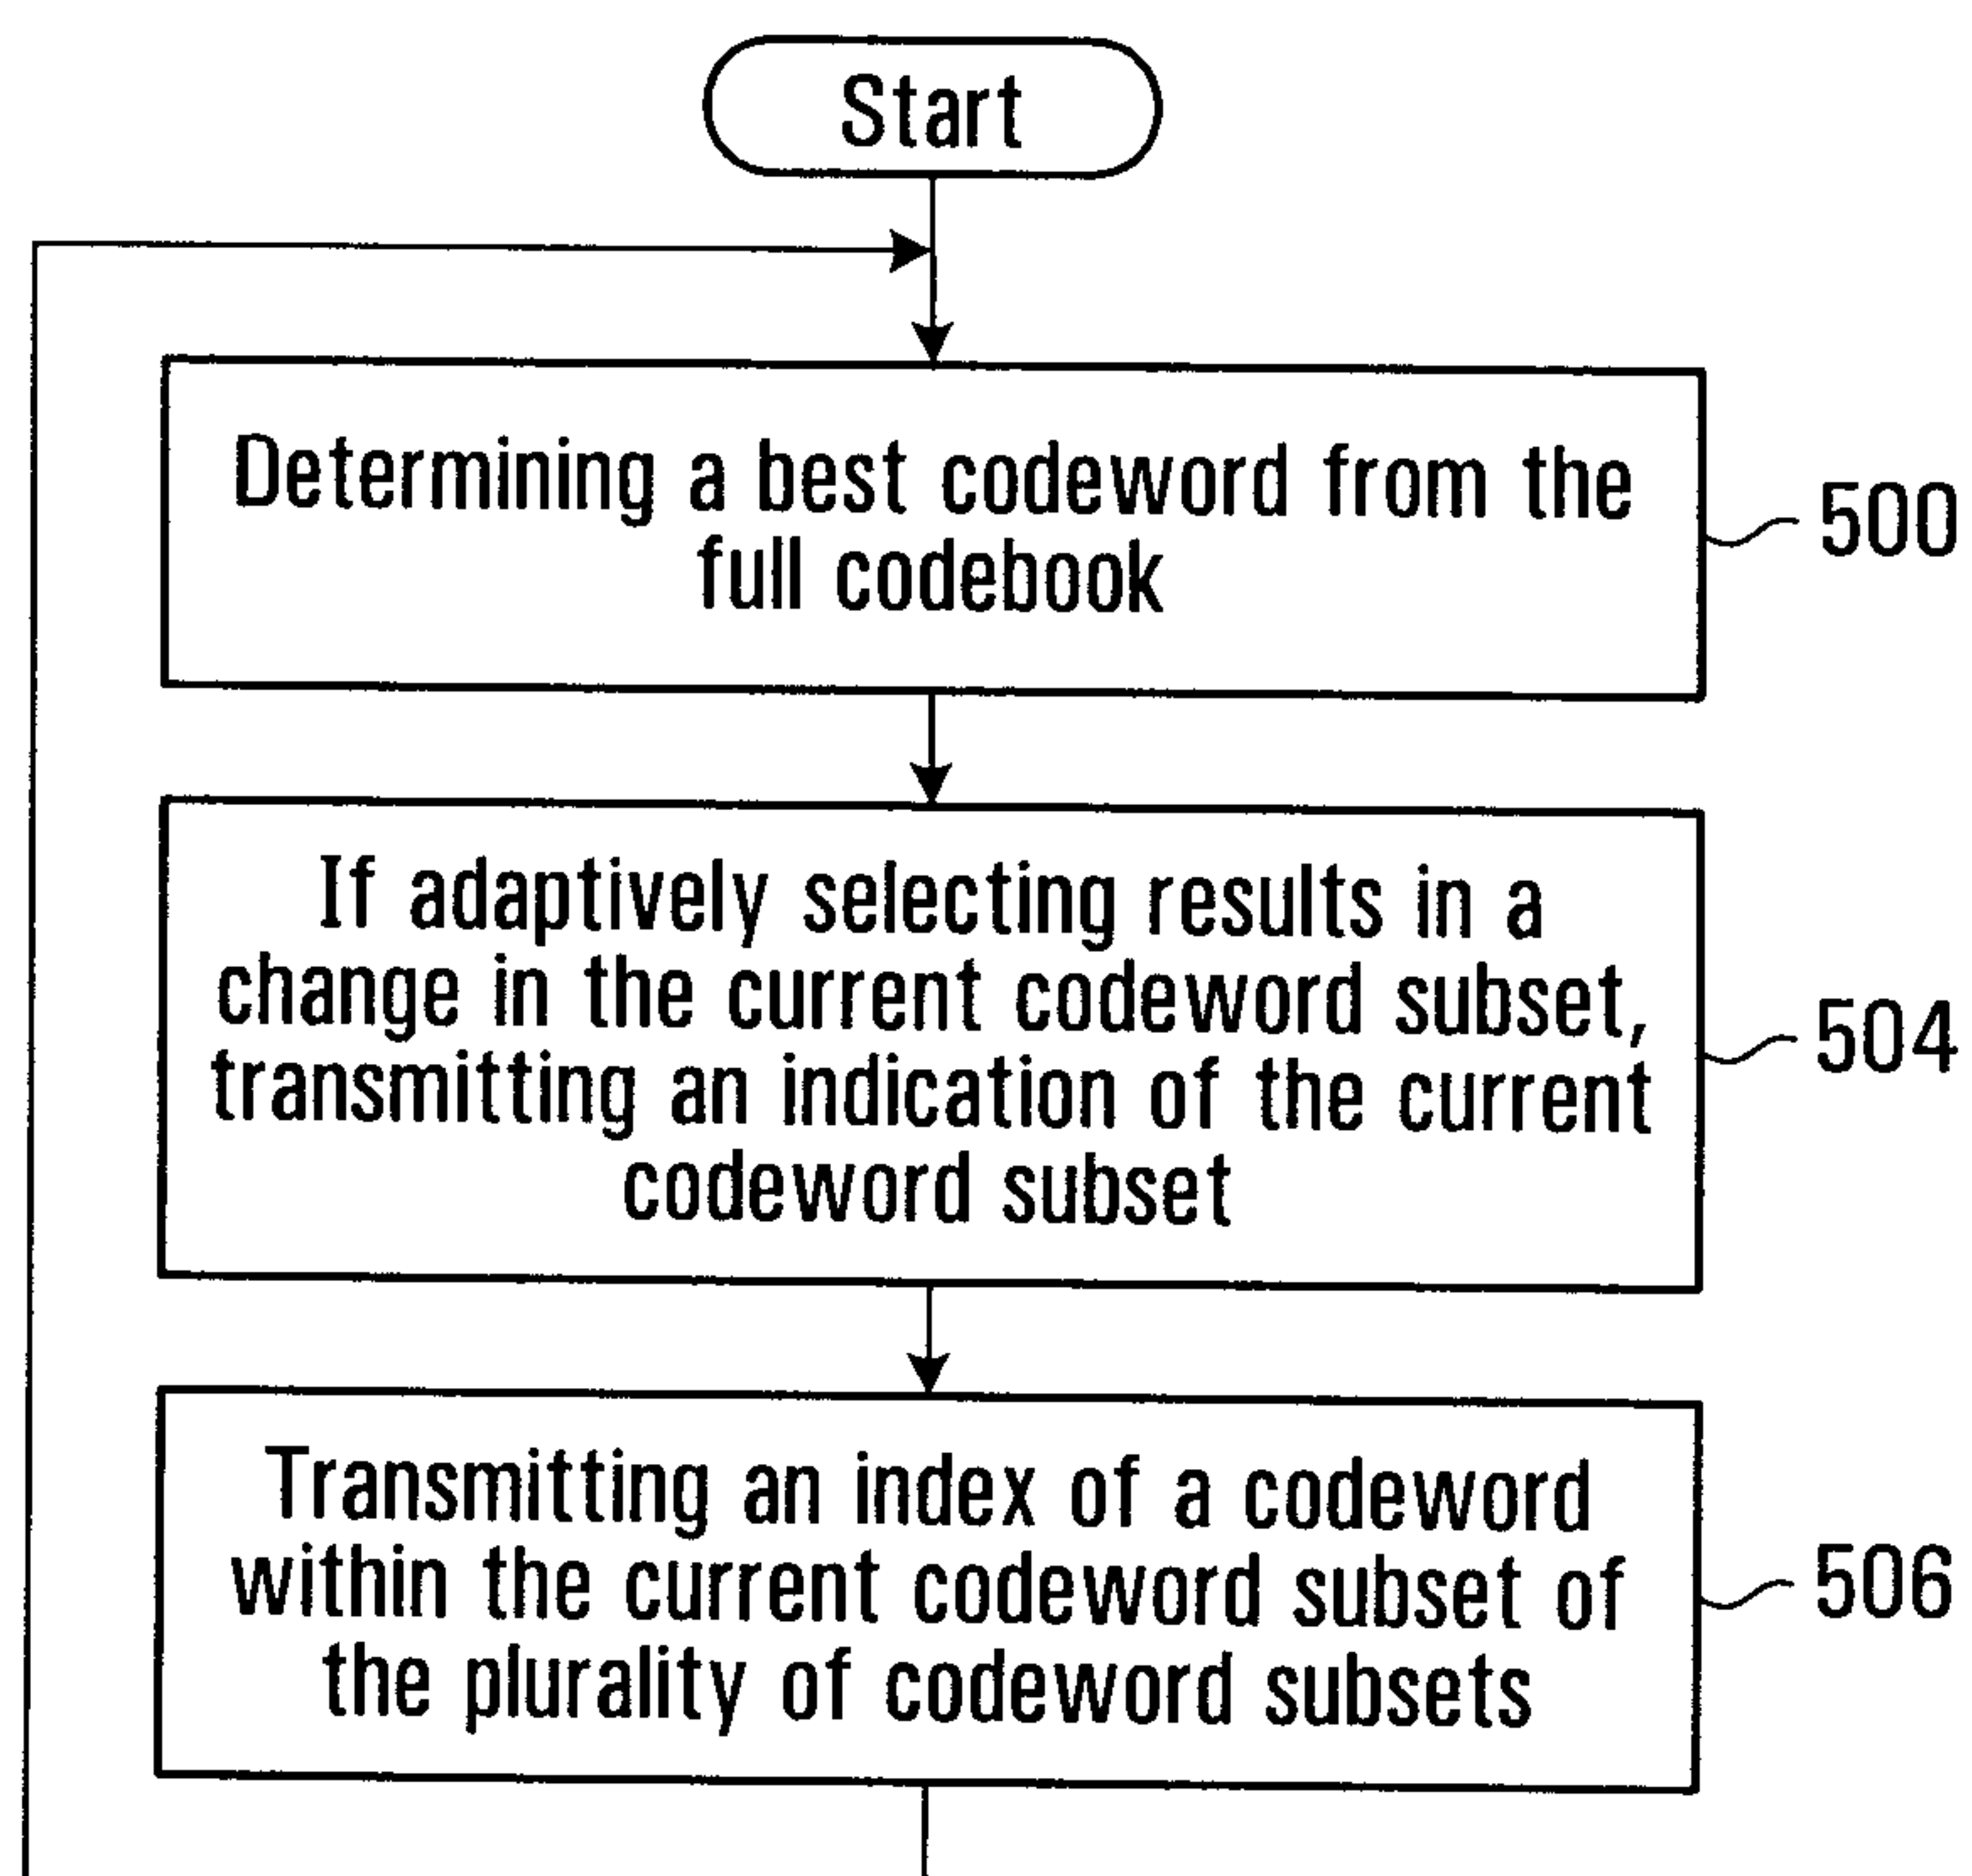 Start
Determining a best codeword from the
full codebook
500
If adaptively selecting results in a
change in the current codeword subset,
transmitting an indication of the current
codeword subset
504
Transmitting an index of a codeword
within the current codeword subset of
the plurality of codeword subsets
506